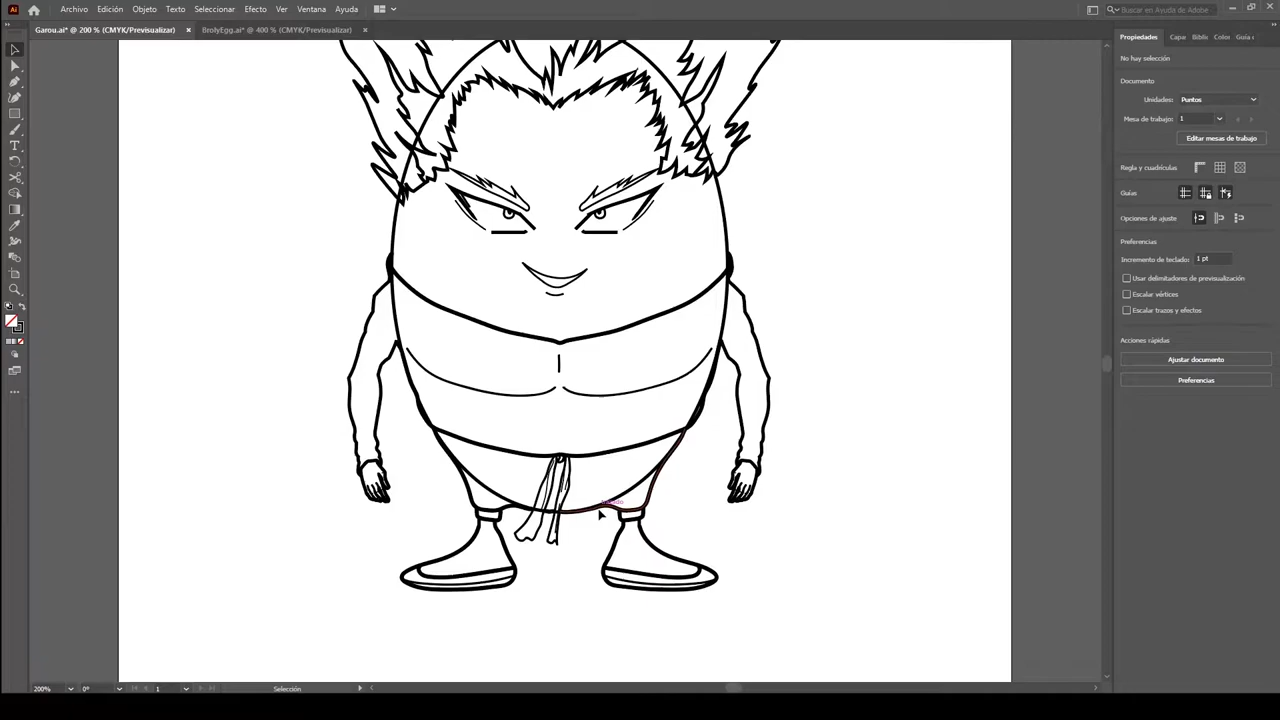 Ai Archivo Edición Objeto Texto Seleccionar Efecto Ver Ventana Ayuda Buscar en Ayuda de Adobe
Garou.ai* @ 200 % (CMYK/Previsualizar) × BrolyEgg.ai* @ 400 % (CMYK/Previsualizar) ×
Propiedades Capa Biblic Color Guía
No hay selección
Documento
Unidades: Puntos
Mesa de trabajo: 1
Editar mesas de trabajo
Regla y cuadrículas
Guías
Opciones de ajuste
Preferencias
Incremento de teclado: 1 pt
Usar delimitadores de previsualización
Escalar vértices
Escalar trazos y efectos
Acciones rápidas
Ajustar documento
Preferencias
200% 0° 1 Selección